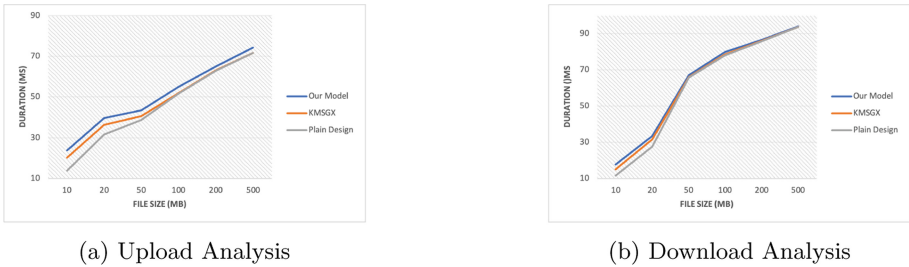 90
70
50
30
10
DURATION (MS)
10 20 50 100 200 500
FILE SIZE (MB)
Our Model
KMSGX
Plain Design
(a) Upload Analysis
90
70
50
30
10
DURATION ()MS
10 20 50 100 200 500
FILE SIZE (MB)
Our Model
KMSGX
Plain Design
(b) Download Analysis